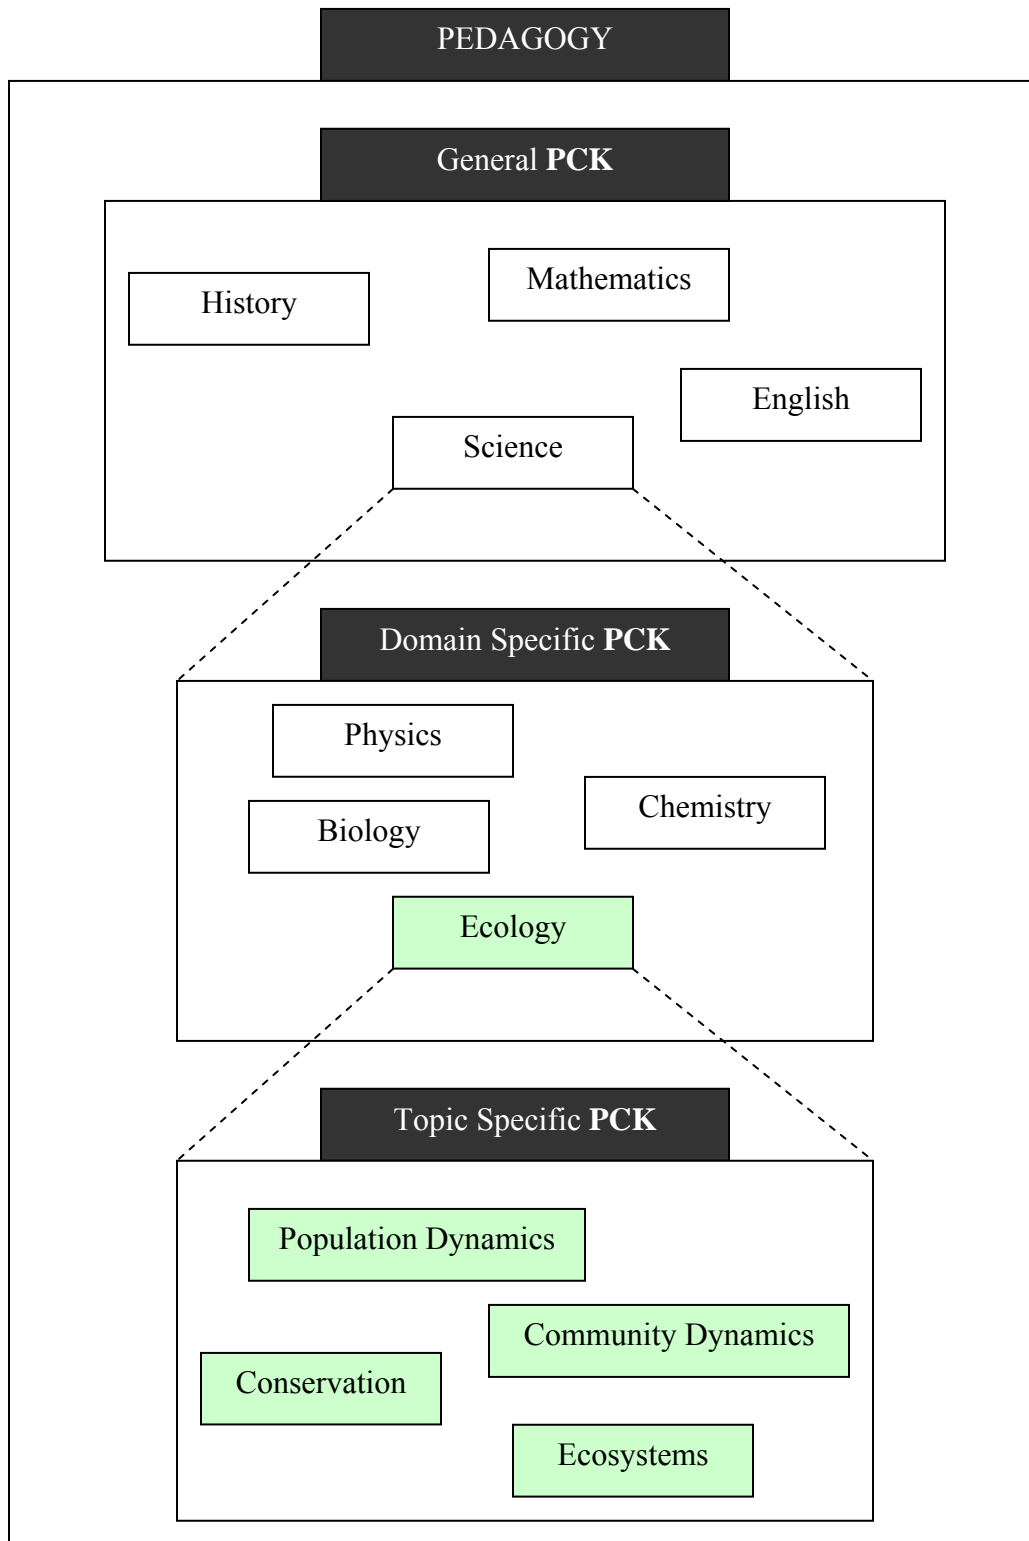 PEDAGOGY
General PCK
History
Mathematics
English
Science
Domain Specific PCK
Physics
Chemistry
Biology
Ecology
Topic Specific PCK
Population Dynamics
Community Dynamics
Conservation
Ecosystems